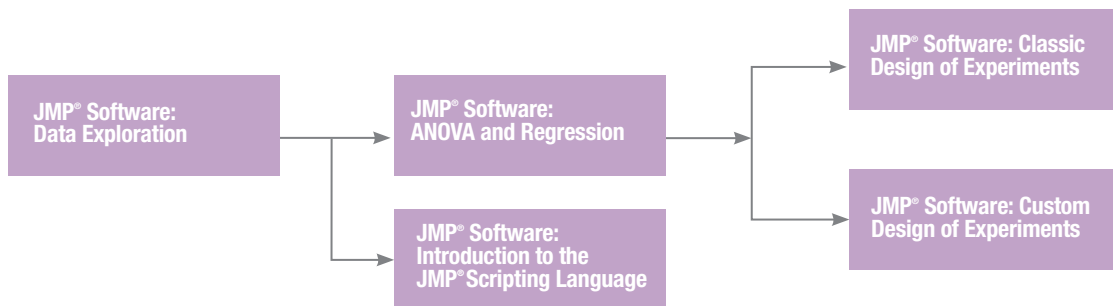 JMP® Software:
Data Exploration
JMP® Software:
ANOVA and Regression
JMP® Software:
Introduction to the
JMP® Scripting Language
JMP® Software: Classic
Design of Experiments
JMP® Software: Custom
Design of Experiments